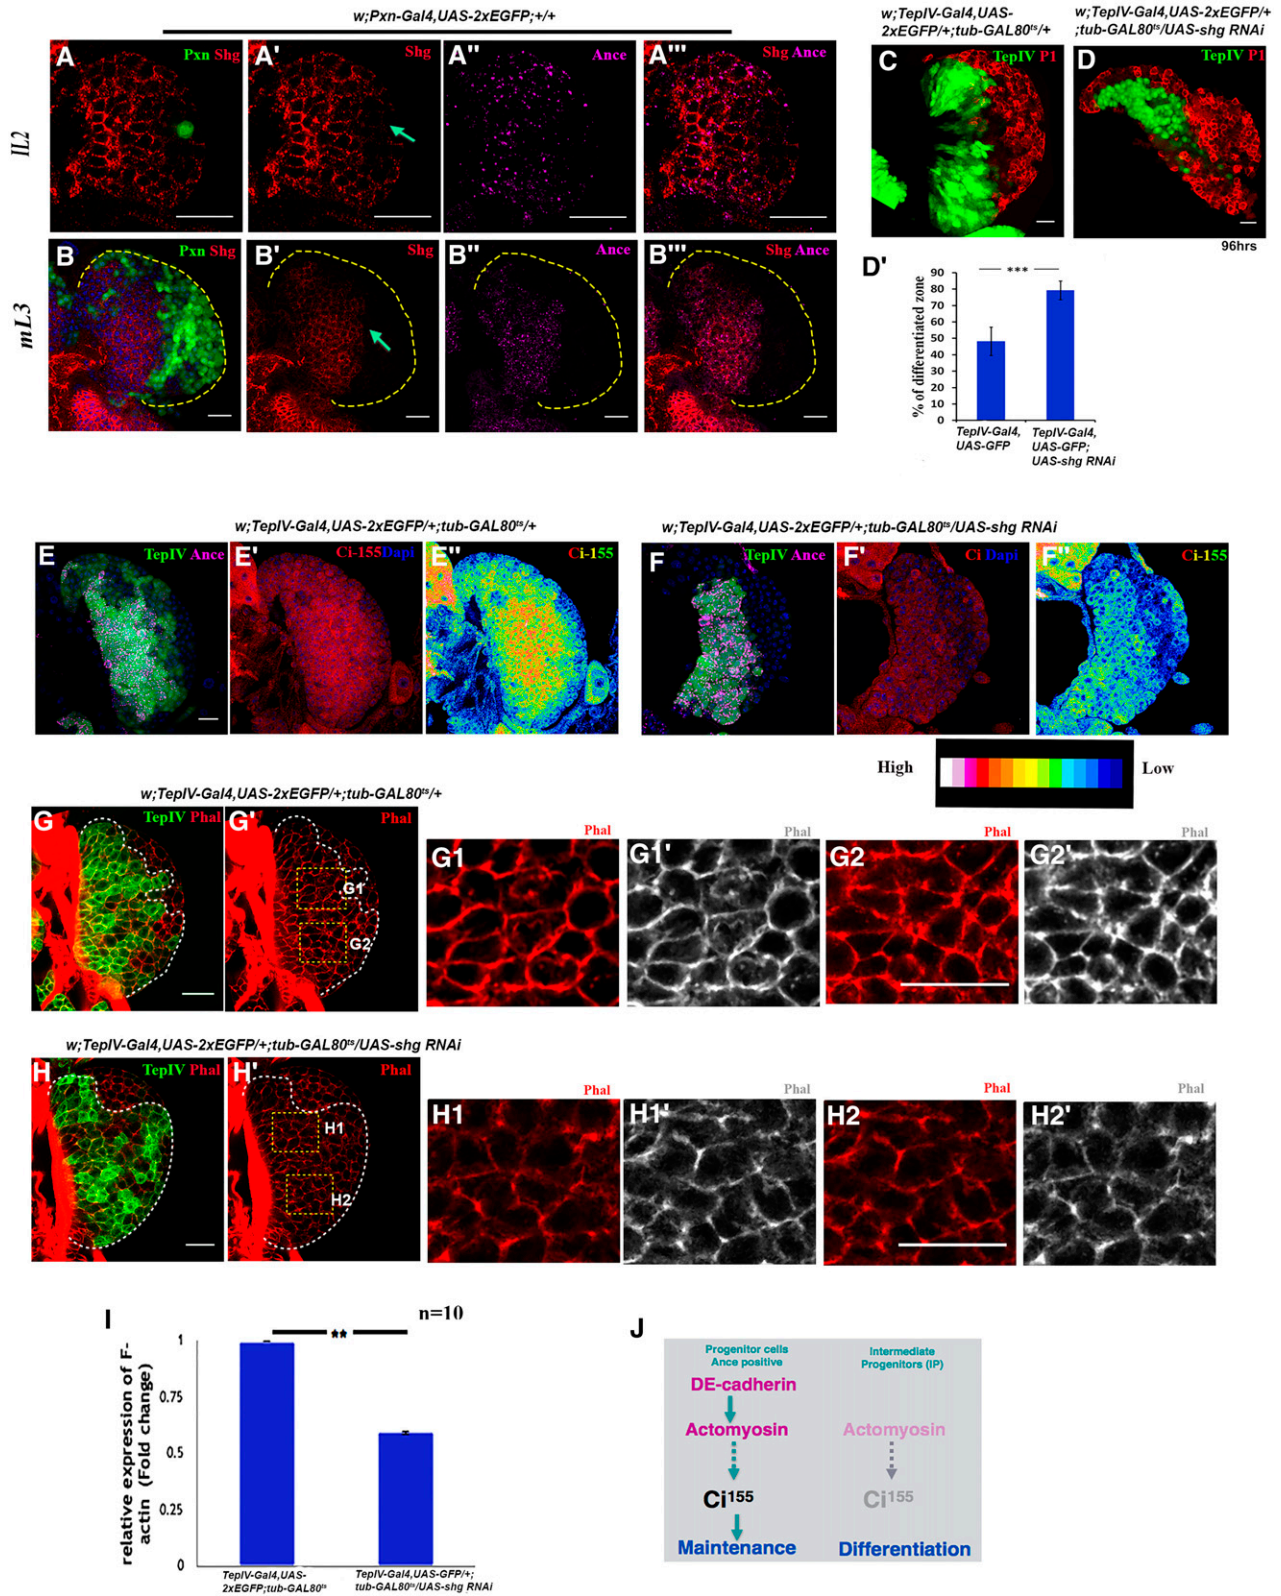 w;Pxn-Gal4,UAS-2xEGFP;+/+
w;TepIV-Gal4,UAS-
2xEGFP/+;tub-GAL80ts/+
w;TepIV-Gal4,UAS-2xEGFP/+
;tub-GAL80ts/UAS-shg RNAi
IL2
A
Pxn Shg
A'
Shg
A''
Ance
A'''
Shg Ance
C
TepIV P1
D
TepIV P1
96hrs
mL3
B
Pxn Shg
B'
Shg
B''
Ance
B'''
Shg Ance
D'
***
% of differentiated zone
90
80
70
60
50
40
30
20
10
0
TepIV-Gal4,
UAS-GFP
TepIV-Gal4,
UAS-GFP;
UAS-shg RNAi
w;TepIV-Gal4,UAS-2xEGFP/+;tub-GAL80ts/+
w;TepIV-Gal4,UAS-2xEGFP/+;tub-GAL80ts/UAS-shg RNAi
E
TepIV Ance
E'
Ci-155Dapi
E''
Ci-155
F
TepIV Ance
F'
Ci Dapi
F''
Ci-155
High
Low
w;TepIV-Gal4,UAS-2xEGFP/+;tub-GAL80ts/+
G
TepIV Phal
G'
Phal
G1
G2
G1
Phal
G1'
Phal
G2
Phal
G2'
Phal
w;TepIV-Gal4,UAS-2xEGFP/+;tub-GAL80ts/UAS-shg RNAi
H
TepIV Phal
H'
Phal
H1
H2
H1
Phal
H1'
Phal
H2
Phal
H2'
Phal
I
n=10
**
relative expression of F-
actin (Fold change)
1
0.75
0.5
0.25
0
TepIV-Gal4,UAS-
2xEGFP;tub-GAL80ts
TepIV-Gal4,UAS-GFP/+;
tub-GAL80ts/UAS-shg RNAi
J
Progenitor cells
Ance positive
DE-cadherin
Actomyosin
Ci155
Maintenance
Intermediate
Progenitors (IP)
Actomyosin
Ci155
Differentiation